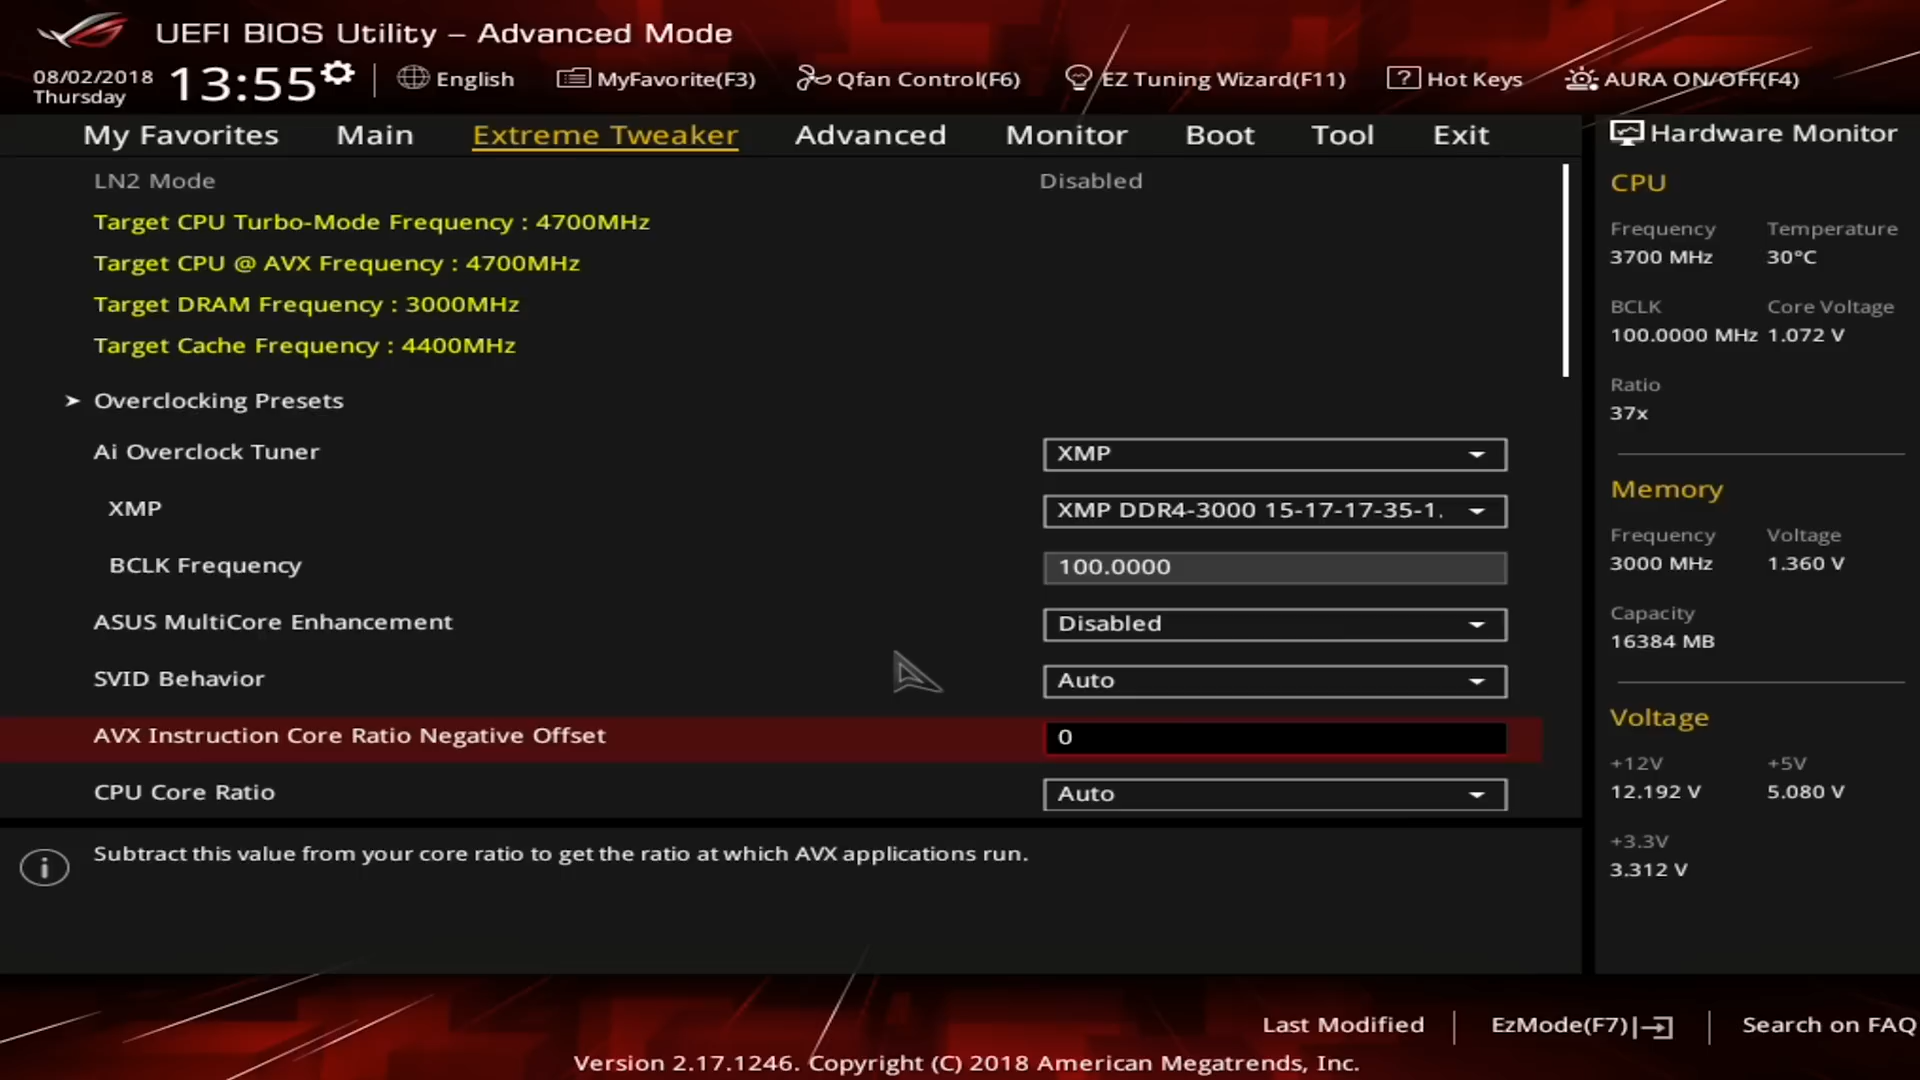 UEFI BIOS Utility – Advanced Mode
08/02/2018
Thursday
13:55
English
MyFavorite(F3)
Qfan Control(F6)
EZ Tuning Wizard(F11)
Hot Keys
AURA ON/OFF(F4)
My Favorites
Main
Extreme Tweaker
Advanced
Monitor
Boot
Tool
Exit
LN2 Mode
Disabled
Target CPU Turbo-Mode Frequency : 4700MHz
Target CPU @ AVX Frequency : 4700MHz
Target DRAM Frequency : 3000MHz
Target Cache Frequency : 4400MHz
Overclocking Presets
Ai Overclock Tuner
XMP
XMP
XMP DDR4-3000 15-17-17-35-1.
BCLK Frequency
100.0000
ASUS MultiCore Enhancement
Disabled
SVID Behavior
Auto
AVX Instruction Core Ratio Negative Offset
0
CPU Core Ratio
Auto
Subtract this value from your core ratio to get the ratio at which AVX applications run.
Hardware Monitor
CPU
Frequency Temperature
3700 MHz 30°C
BCLK Core Voltage
100.0000 MHz 1.072 V
Ratio
37x
Memory
Frequency Voltage
3000 MHz 1.360 V
Capacity
16384 MB
Voltage
+12V +5V
12.192 V 5.080 V
+3.3V
3.312 V
Last Modified
EzMode(F7)
Search on FAQ
Version 2.17.1246. Copyright (C) 2018 American Megatrends, Inc.